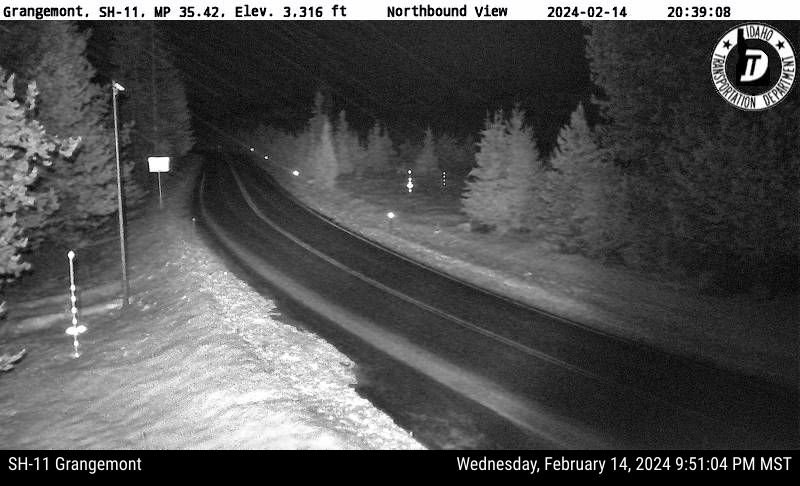 Grangemont, SH-11, MP 35.42, Elev. 3,316 ft Northbound View 2024-02-14 20:39:08
IDAHO
TRANSPORTATION DEPARTMENT
SH-11 Grangemont Wednesday, February 14, 2024 9:51:04 PM MST